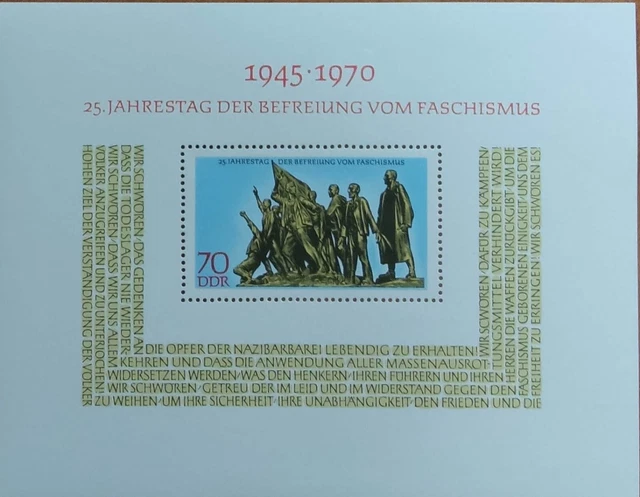 1945·1970
25. JAHRESTAG DER BEFREIUNG VOM FASCHISMUS
25. JAHRESTAG DER BEFREIUNG VOM FASCHISMUS
70
DDR
WIR SCHWÖREN/ DAS GEDENKEN AN DIE OPFER DER NAZIBARBAREI LEBENDIG ZU ERHALTEN! WIR SCHWÖREN/ DAFÜR ZU KÄMPFEN/
DASS DIE TODESLAGER NIE WIEDER-KEHREN UND DASS DIE ANWENDUNG ALLER MASSENAUSROT-TUNGSMITTEL VERHINDERT WIRD!
WIR SCHWÖREN/ DASS WIR UNS ALLEM WIDERSETZEN WERDEN/ WAS DEN HENKERN/ IHREN FÜHRERN UND IHREN HERREN DIE WAFFEN ZURÜCKGIBT UM DIE
VÖLKER ANZUGREIFEN UND ZU UNTERJOCHEN/ WIR SCHWÖREN/ GETREU DER IM LEID UND IM WIDERSTAND GEGEN DEN FASCHISMUS GEBORENEN EINIGKEIT/ UNS DEM
HOHEN ZIEL DER VERSTÄNDIGUNG DER VÖLKER ZU WEIHEN/ UM IHRE SICHERHEIT/ IHRE UNABHÄNGIGKEIT/ DEN FRIEDEN UND DIE FREIHEIT ZU ERRINGEN! WIR SCHWÖREN ES!